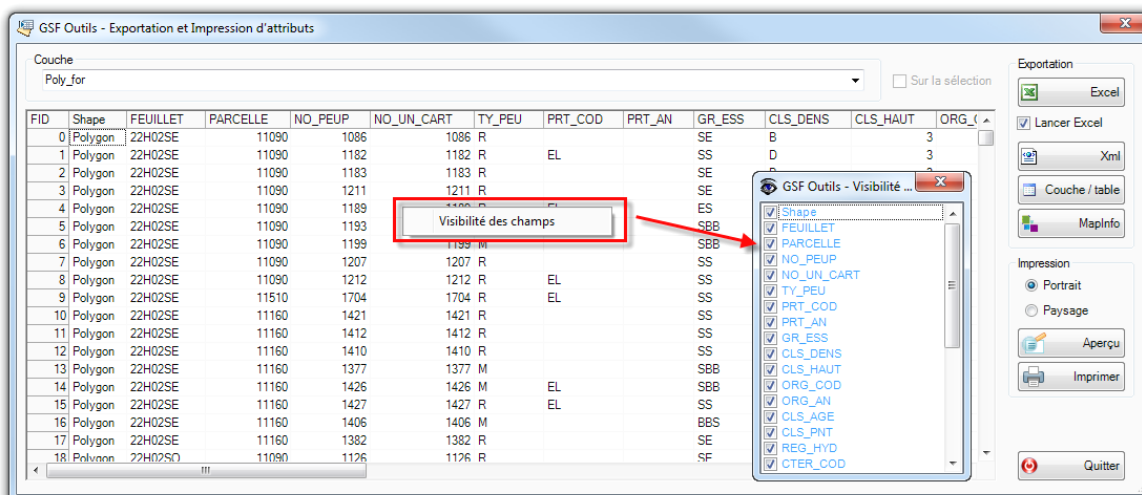 GSF Outils - Exportation et Impression d'attributs
Couche
Poly_for
Sur la sélection
FID Shape FEUILLET PARCELLE NO_PEUP NO_UN_CART TY_PEU PRT_COD PRT_AN GR_ESS CLS_DENS CLS_HAUT ORG_(
0 Polygon 22H02SE 11090 1086 1086 R SE B 3
1 Polygon 22H02SE 11090 1182 1182 R EL SS D 3
2 Polygon 22H02SE 11090 1183 1183 R SE
3 Polygon 22H02SE 11090 1211 1211 R SE
4 Polygon 22H02SE 11090 1189 R EL ES
5 Polygon 22H02SE 11090 1193 SBB
6 Polygon 22H02SE 11090 1199 1199 M SBB
7 Polygon 22H02SE 11090 1207 1207 R SS
8 Polygon 22H02SE 11090 1212 1212 R EL SS
9 Polygon 22H02SE 11510 1704 1704 R EL SS
10 Polygon 22H02SE 11160 1421 1421 R SS
11 Polygon 22H02SE 11160 1412 1412 R SS
12 Polygon 22H02SE 11160 1410 1410 R SS
13 Polygon 22H02SE 11160 1377 1377 M SBB
14 Polygon 22H02SE 11160 1426 1426 M EL SBB
15 Polygon 22H02SE 11160 1427 1427 R EL SS
16 Polygon 22H02SE 11160 1406 1406 M BBS
17 Polygon 22H02SE 11160 1382 1382 R SE
18 Polygon 22H02SO 11090 1126 1126 R SE
Visibilité des champs
GSF Outils - Visibilité ...
Shape
FEUILLET
PARCELLE
NO_PEUP
NO_UN_CART
TY_PEU
PRT_COD
PRT_AN
GR_ESS
CLS_DENS
CLS_HAUT
ORG_COD
ORG_AN
CLS_AGE
CLS_PNT
REG_HYD
CTER_COD
Exportation
Excel
Lancer Excel
Xml
Couche / table
MapInfo
Impression
Portrait
Paysage
Aperçu
Imprimer
Quitter